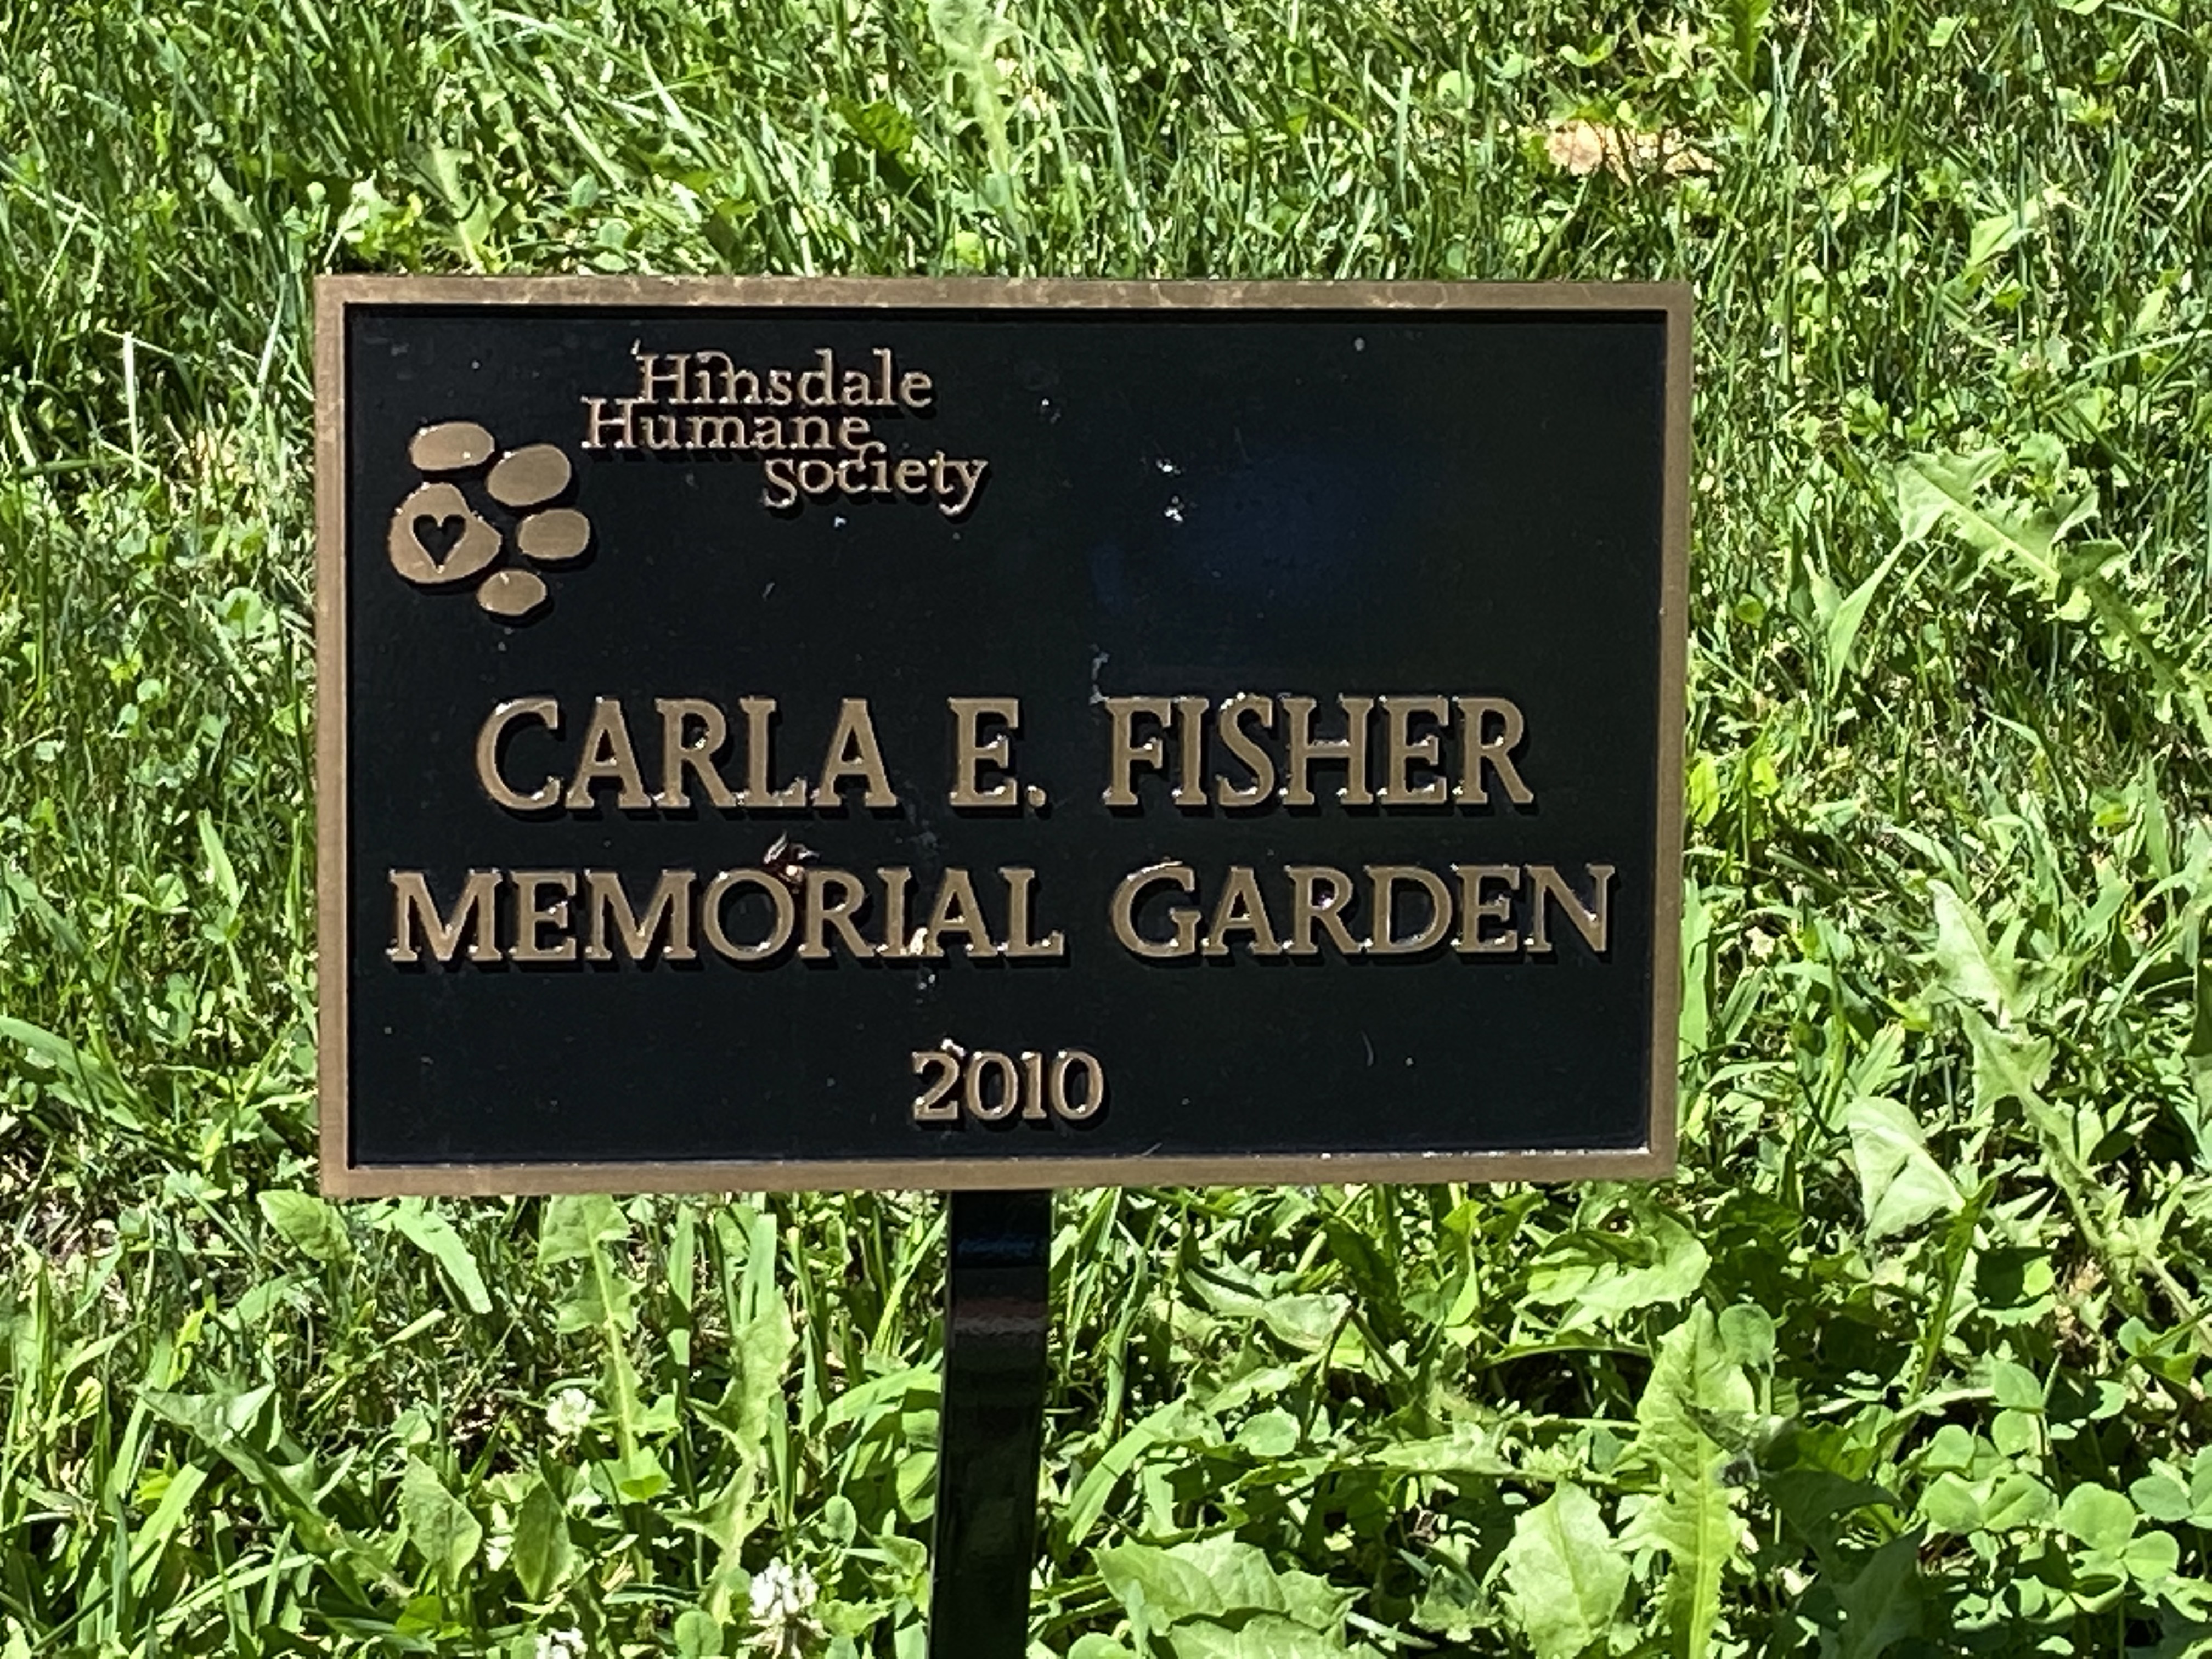 Hinsdale
Humane
Society
CARLA E. FISHER
MEMORIAL GARDEN
2010